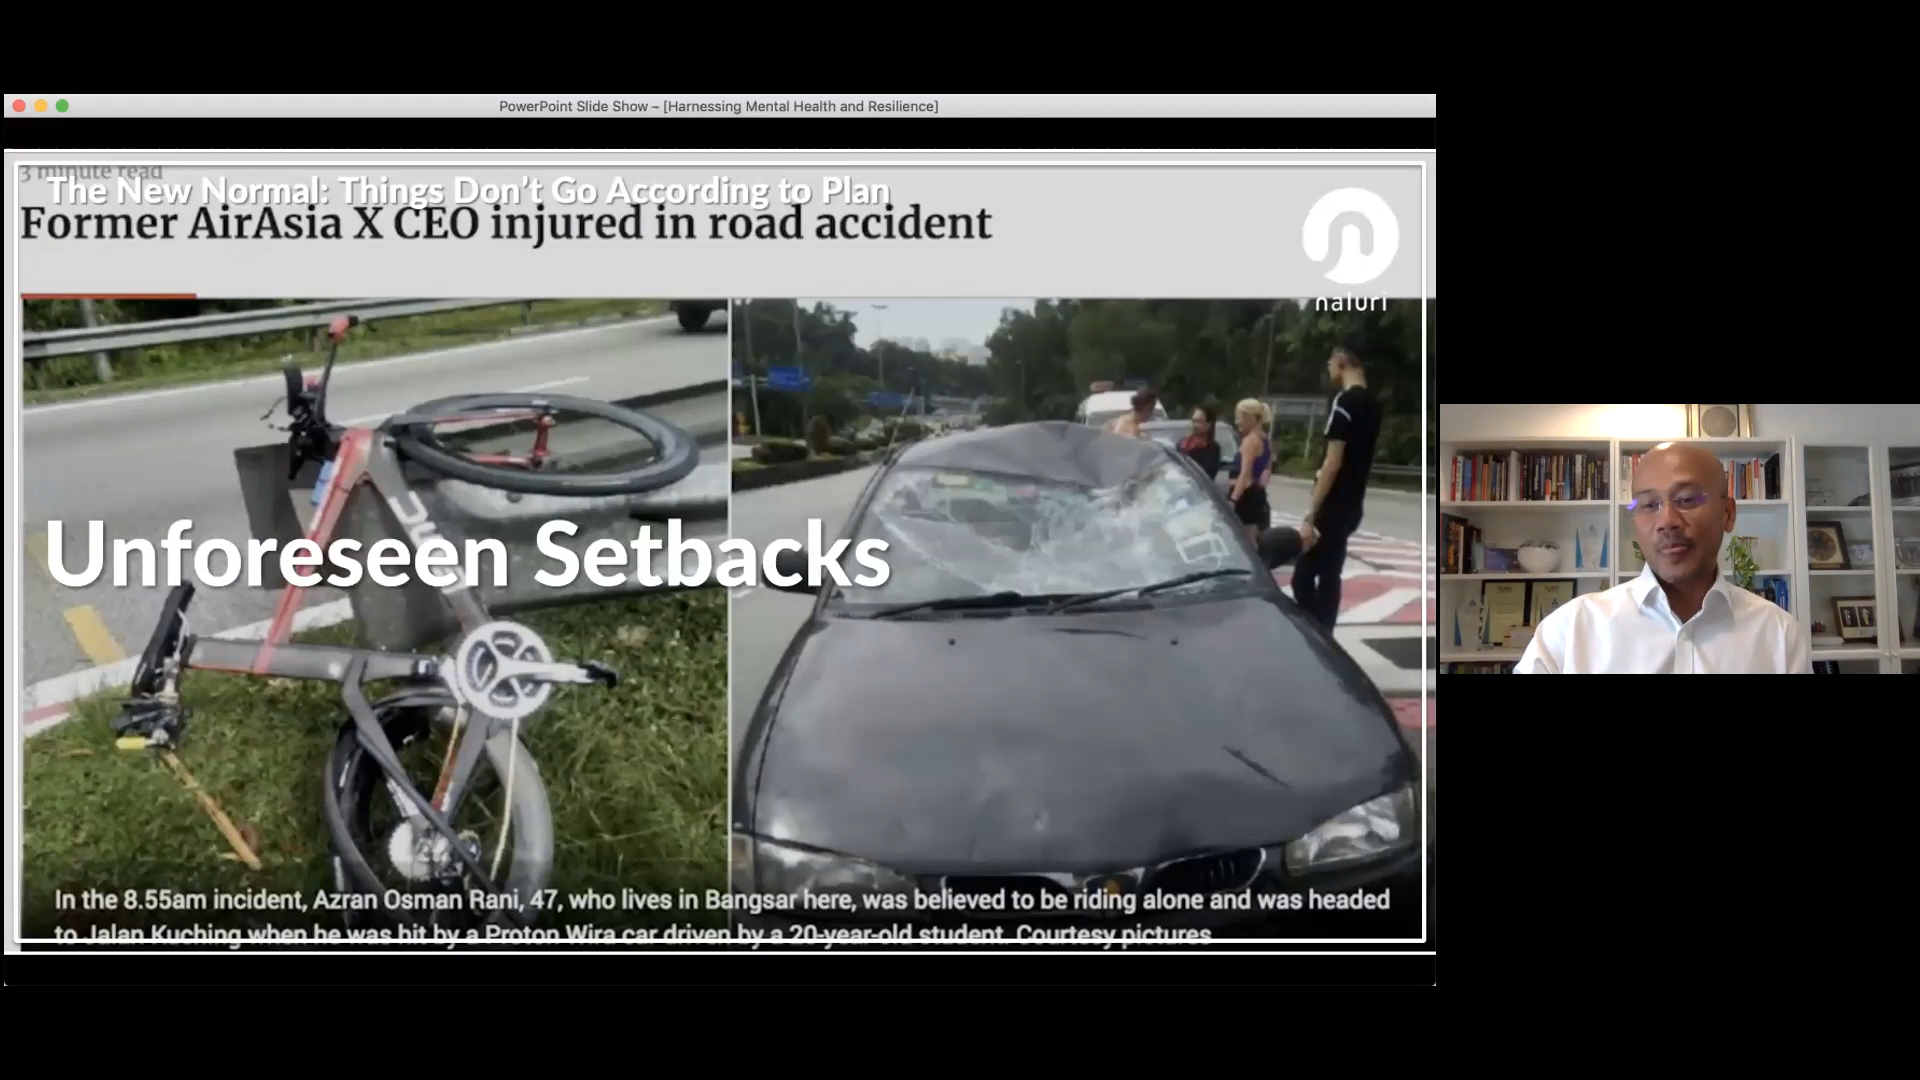 PowerPoint Slide Show – [Harnessing Mental Health and Resilience]
3 minute read
The New Normal: Things Don't Go According to Plan
Former AirAsia X CEO injured in road accident
naluri
Unforeseen Setbacks
In the 8.55am incident, Azran Osman Rani, 47, who lives in Bangsar here, was believed to be riding alone and was headed
to Jalan Kuching when he was hit by a Proton Wira car driven by a 20-year-old student. Courtesy pictures